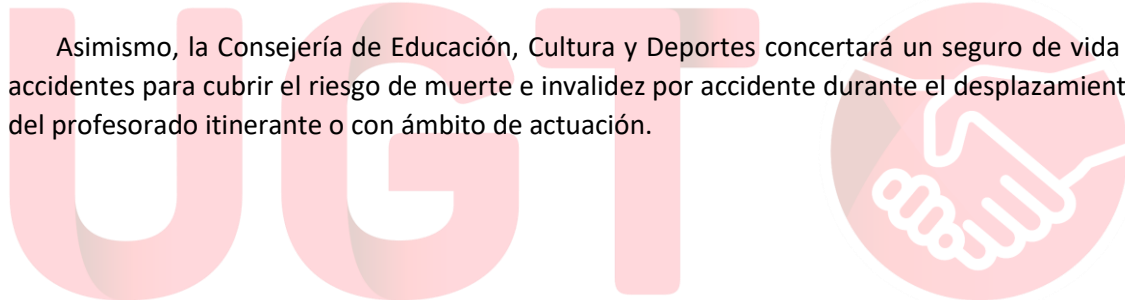 Asimismo, la Consejería de Educación, Cultura y Deportes concertará un seguro de vida
accidentes para cubrir el riesgo de muerte e invalidez por accidente durante el desplazamient
del profesorado itinerante o con ámbito de actuación.
UGT